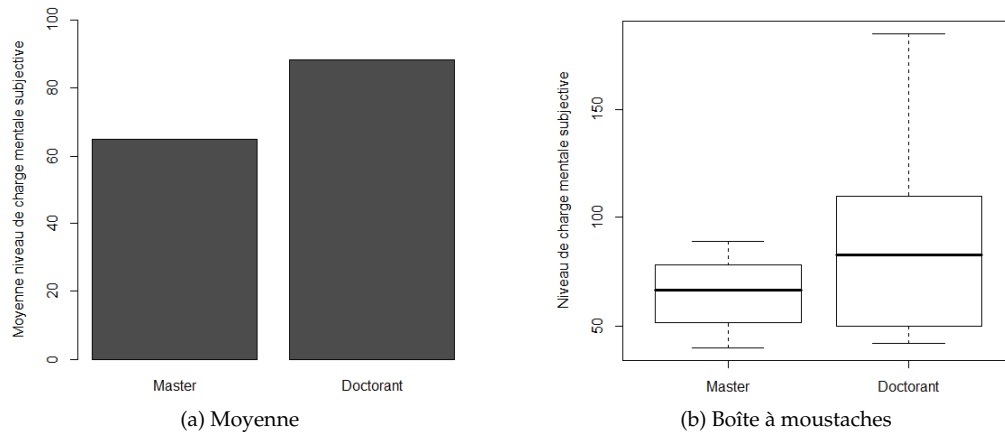 Moyenne niveau de charge mentale subjective
100
80
60
40
20
0
Master
Doctorant
(a) Moyenne
Niveau de charge mentale subjective
150
100
50
Master
Doctorant
(b) Boîte à moustaches